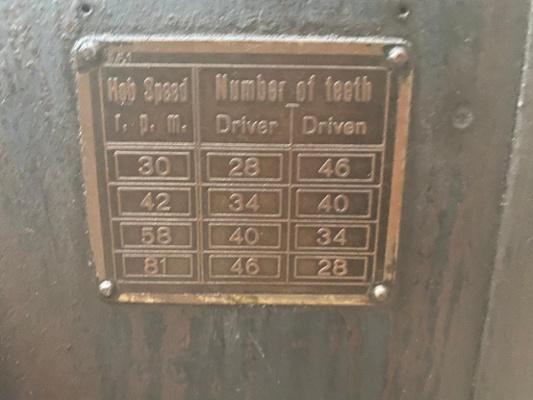 Hob Speed Number of teeth
r. p. m. Driver Driven
30 28 46
42 34 40
58 40 34
81 46 28